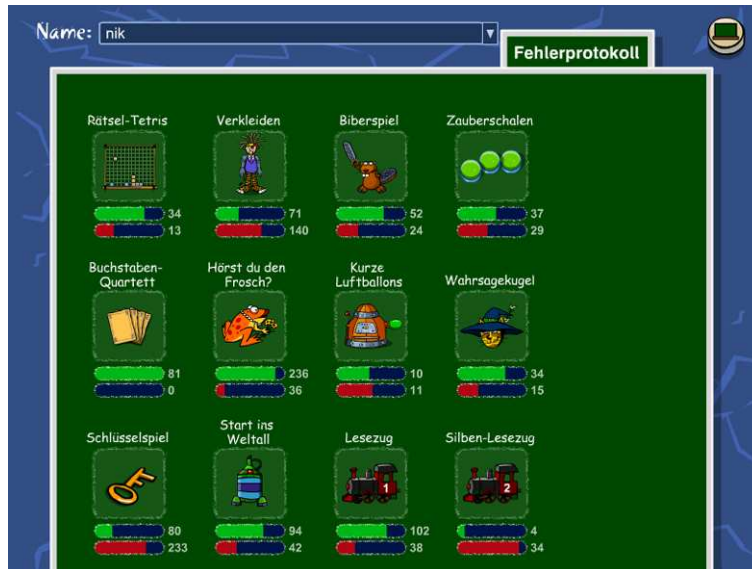 Name: nik
Fehlerprotokoll
Rätsel-Tetris Verkleiden Biberspiel Zauberschalen
34 71 52 37
13 140 24 29
Buchstaben- Hörst du den Kurze Wahrsagekugel
Quartett Frosch? Luftballons
81 236 10 34
0 36 11 15
Schlüsselspiel Start ins Lesezug Silben-Lesezug
Weltall
1 2
80 94 102 4
233 42 38 34